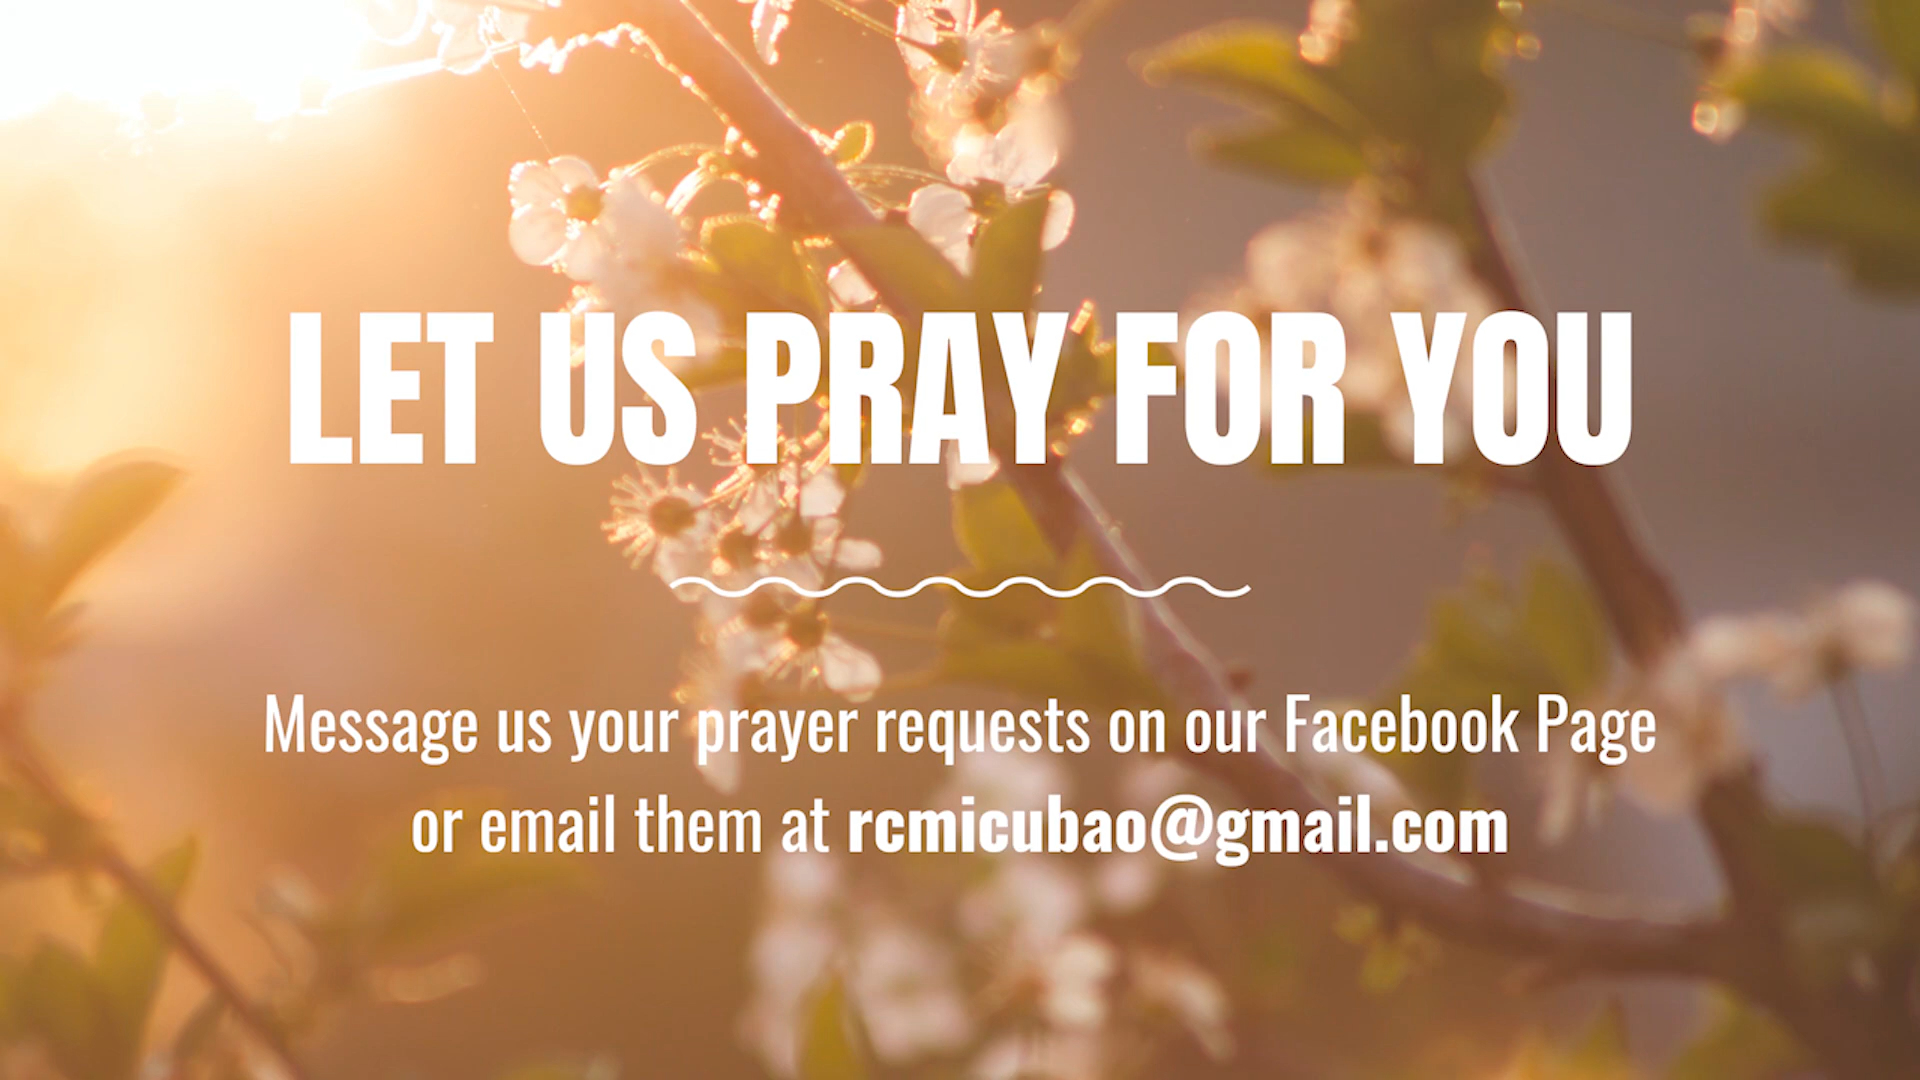 LET US PRAY FOR YOU
Message us your prayer requests on our Facebook Page
or email them at rcmicubao@gmail.com